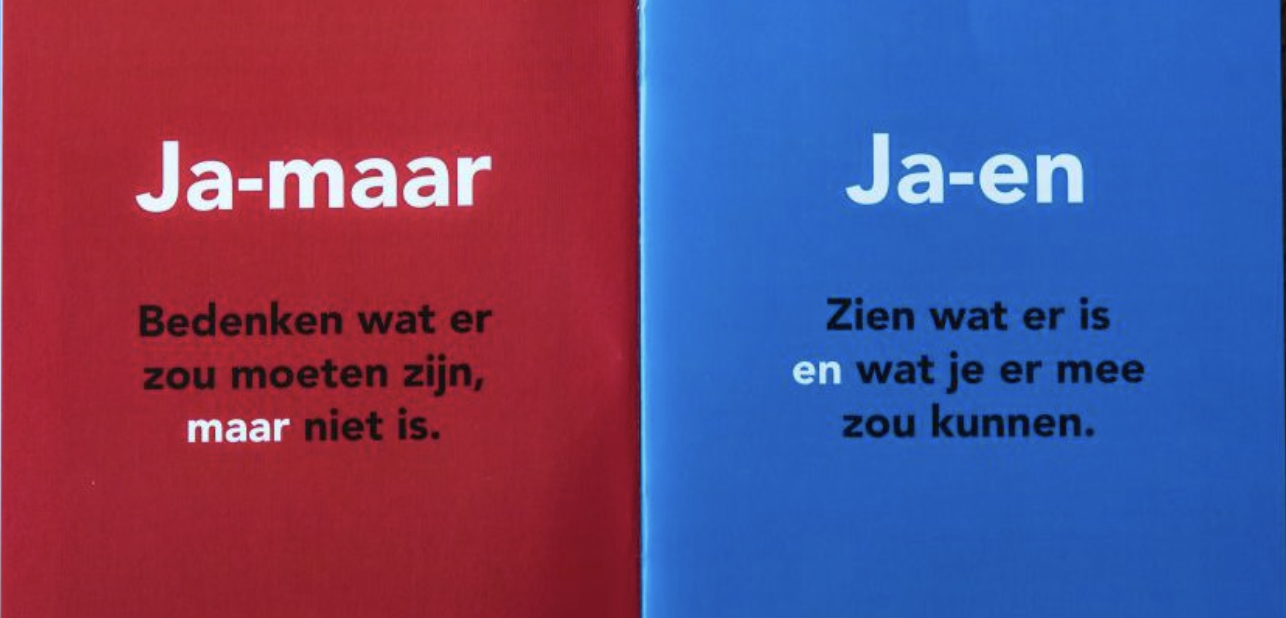 Ja-maar
Bedenken wat er
zou moeten zijn,
maar niet is.
Ja-en
Zien wat er is
en wat je er mee
zou kunnen.